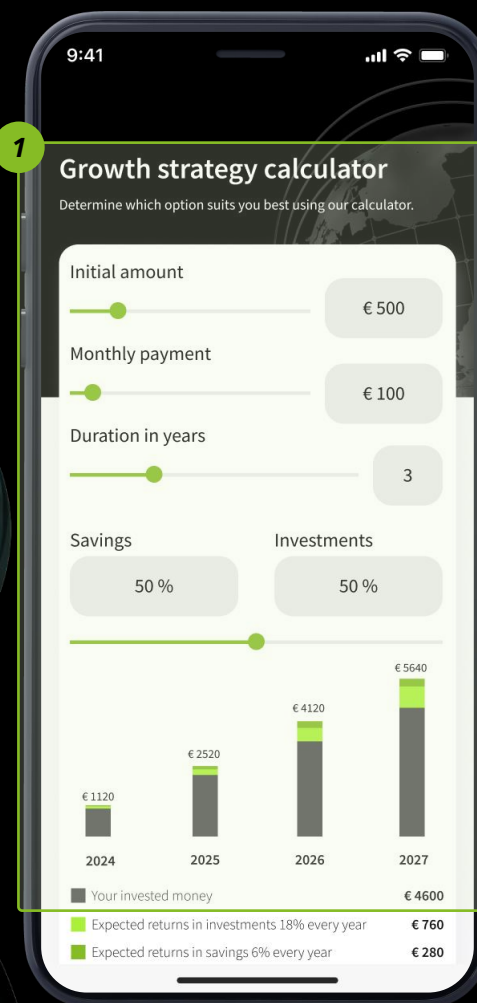 9:41
1
Growth strategy calculator
Determine which option suits you best using our calculator.
Initial amount
€ 500
Monthly payment
€ 100
Duration in years
3
Savings Investments
50 % 50 %
€ 5640
€ 4120
€ 2520
€ 1120
2024 2025 2026 2027
Your invested money € 4600
Expected returns in investments 18% every year € 760
Expected returns in savings 6% every year € 280